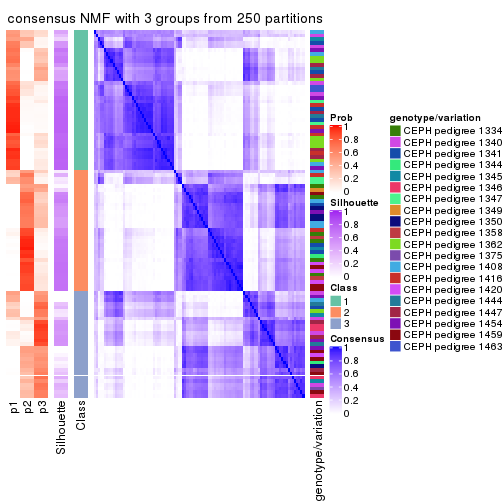 consensus NMF with 3 groups from 250 partitions
Prob
1
0.8
0.6
0.4
0.2
0
Silhouette
1
0.8
0.6
0.4
0.2
0
Class
1
2
3
Consensus
1
0.8
0.6
0.4
0.2
0
genotype/variation
CEPH pedigree 1334
CEPH pedigree 1340
CEPH pedigree 1341
CEPH pedigree 1344
CEPH pedigree 1345
CEPH pedigree 1346
CEPH pedigree 1347
CEPH pedigree 1349
CEPH pedigree 1350
CEPH pedigree 1358
CEPH pedigree 1362
CEPH pedigree 1375
CEPH pedigree 1408
CEPH pedigree 1416
CEPH pedigree 1420
CEPH pedigree 1444
CEPH pedigree 1447
CEPH pedigree 1454
CEPH pedigree 1459
CEPH pedigree 1463
p1
p2
p3
Silhouette
Class
genotype/variation